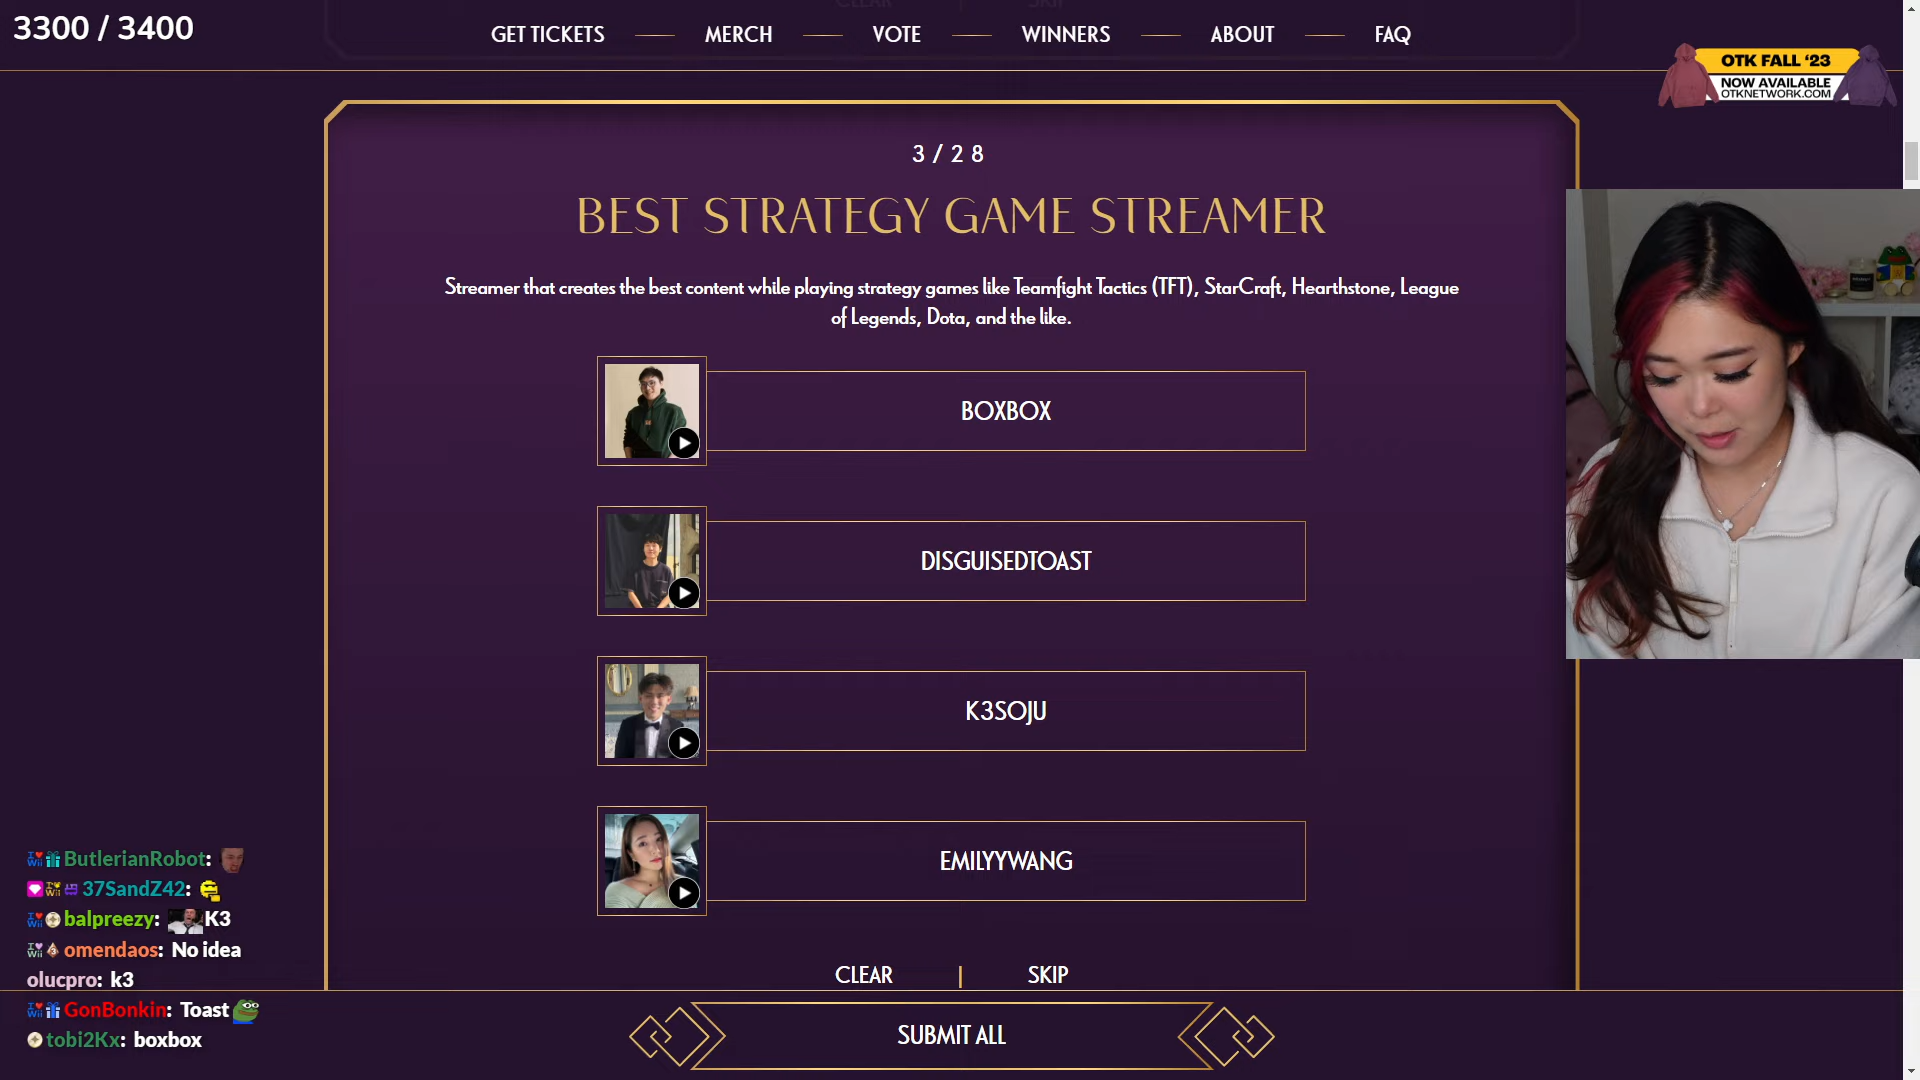 3300 / 3400
GET TICKETS
MERCH
VOTE
WINNERS
ABOUT
FAQ
OTK FALL '23
NOW AVAILABLE
OTKNETWORK.COM
3/28
BEST STRATEGY GAME STREAMER
Streamer that creates the best content while playing strategy games like Teamfight Tactics (TFT), StarCraft, Hearthstone, League
of Legends, Dota, and the like.
BOXBOX
DISGUISEDTOAST
K3SOJU
EMILYYWANG
CLEAR | SKIP
SUBMIT ALL
ButlerianRobot:
37SandZ42:
balpreezy: K3
omendaos: No idea
olucpro: k3
GonBonkin: Toast
tobi2Kx: boxbox